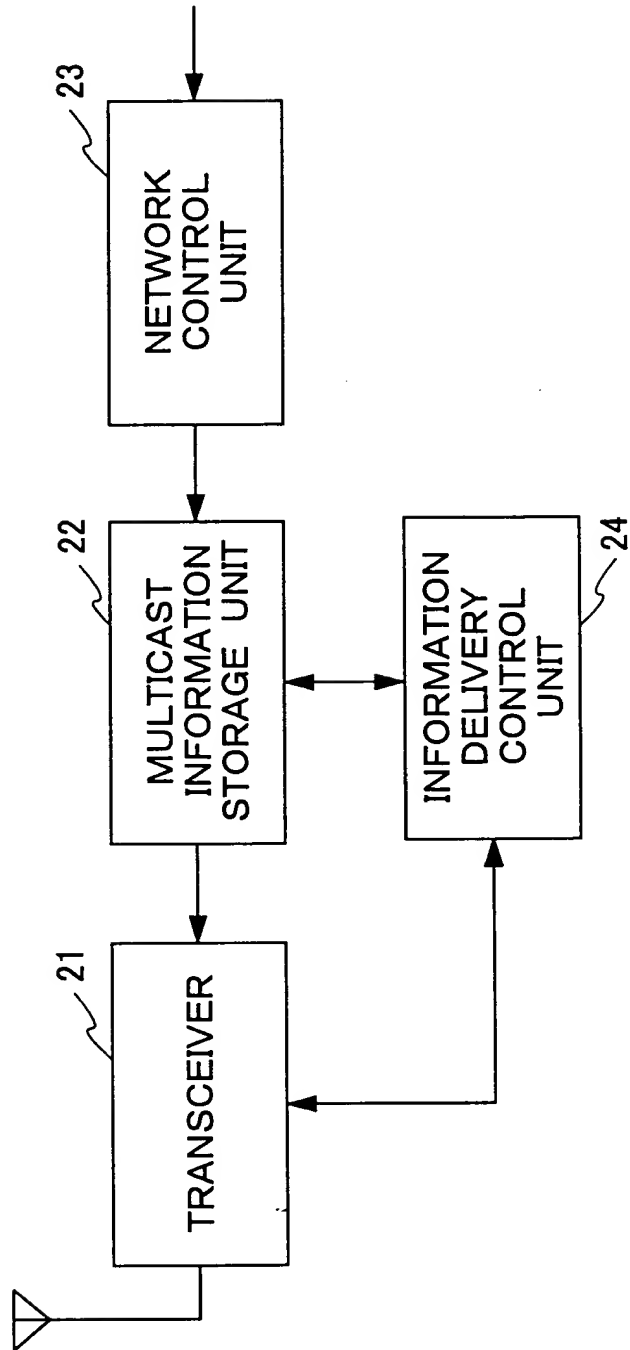 21
TRANSCEIVER
22
MULTICAST
INFORMATION
STORAGE UNIT
23
NETWORK
CONTROL
UNIT
INFORMATION
DELIVERY
CONTROL
UNIT
24